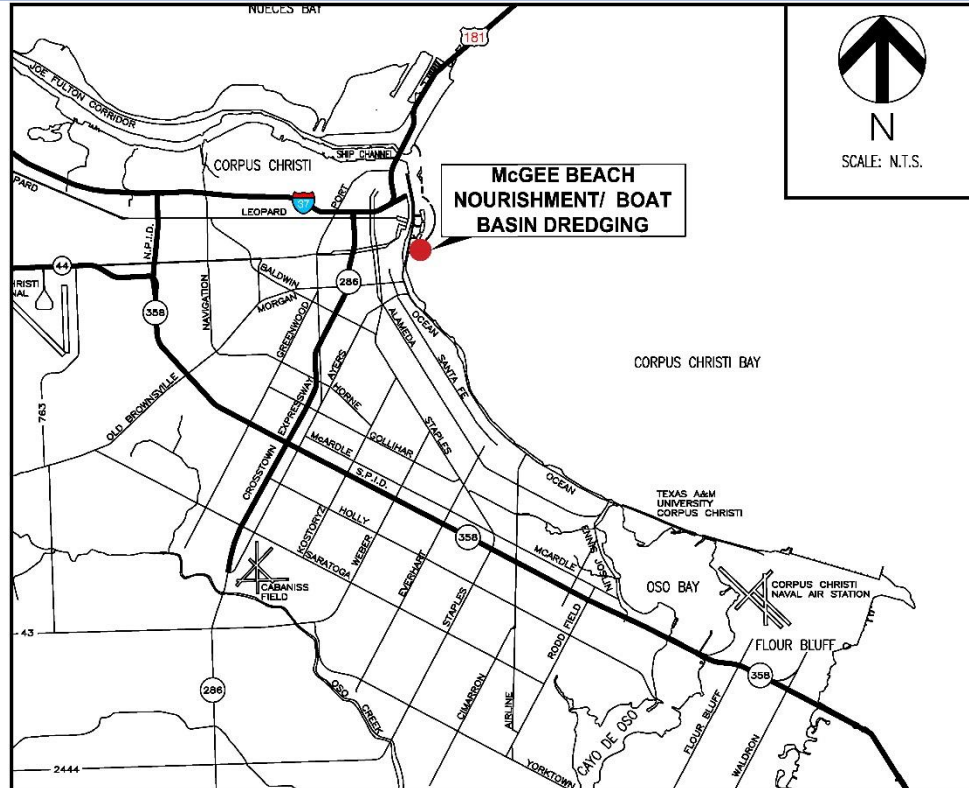 NUECES BAY
181
JOE FULTON CORRIDOR
N
SCALE: N.T.S.
SHIP CHANNEL
CORPUS CHRISTI
McGEE BEACH
NOURISHMENT/ BOAT
BASIN DREDGING
PORT
37
LEOPARD
N.P.I.D.
44
BALDWIN
286
MORGAN
NAVIGATION
358
GREENWOOD
ALAMEDA
OCEAN
SANTA FE
CORPUS CHRISTI BAY
AYERS
HORNE
763
OLD BROWNSVILLE
CROSSTOWN EXPRESSWAY
McARDLE
GOLLIHAR
STAPLES
S.P.I.D.
OCEAN
TEXAS A&M
UNIVERSITY
CORPUS CHRISTI
KOSTORYZ
HOLLY
WEBER
SARATOGA
358
MCARDLE
ENNIS JOSLIN
EVERHART
OSO BAY
CORPUS CHRISTI
NAVAL AIR STATION
CABANISS
FIELD
STAPLES
RODD FIELD
FLOUR BLUFF
43
358
286
OSO CREEK
CIMARRON
AIRLINE
CAYO DE OSO
FLOUR BLUFF
WALDRON
2444
YORKTOWN